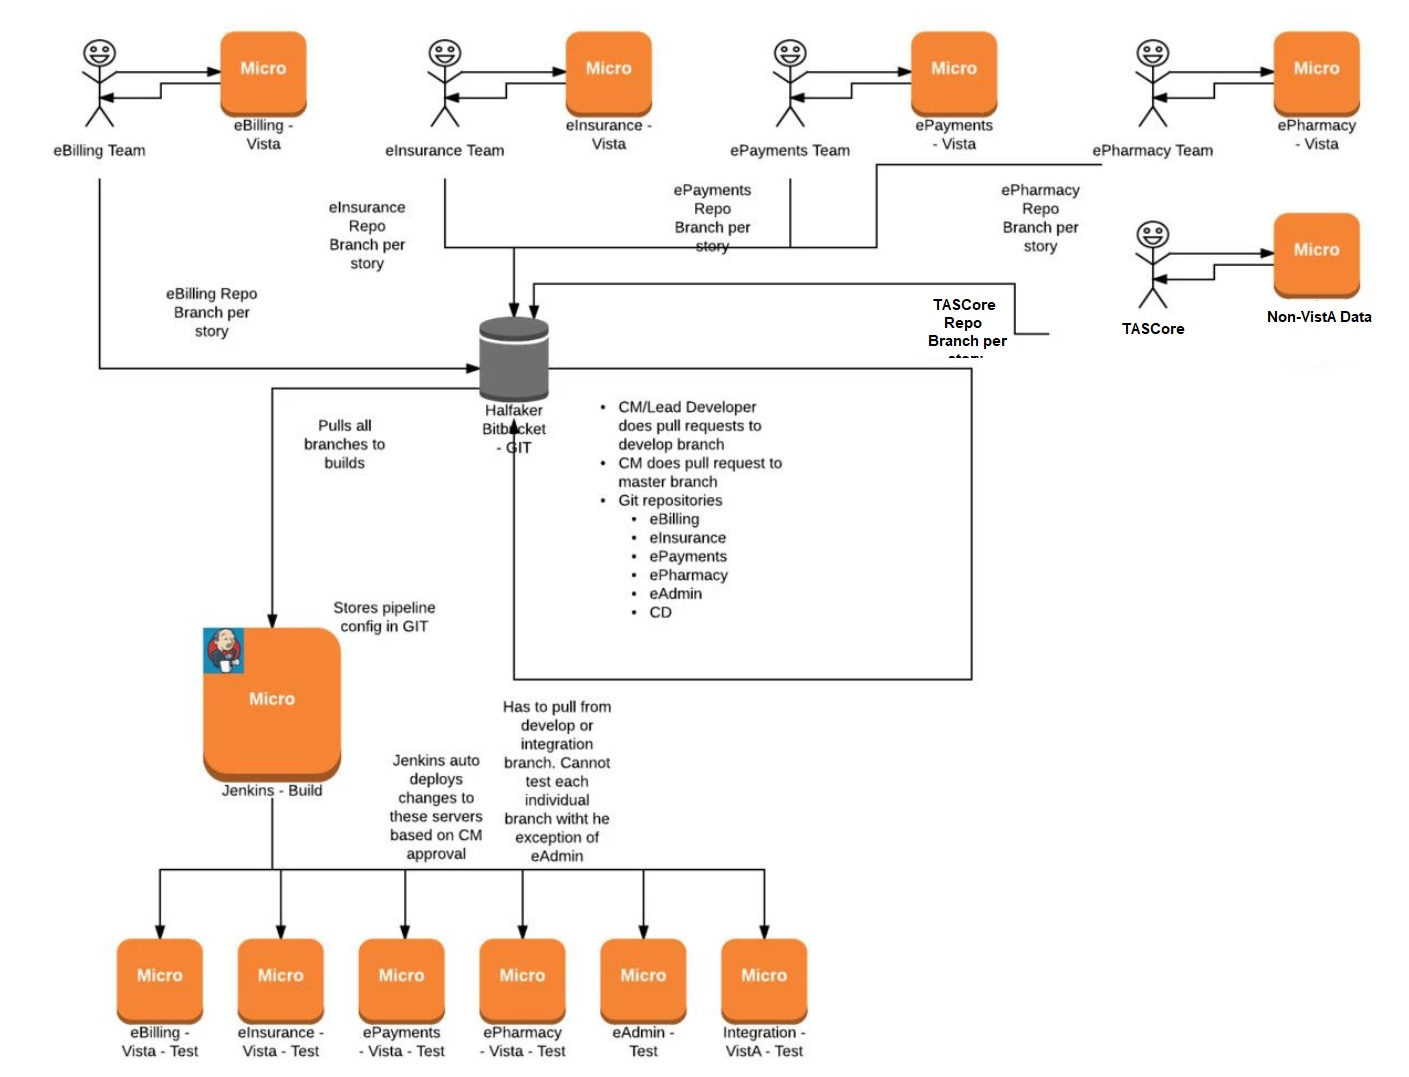 Micro
eBilling -
Vista
eBilling Team
Micro
eInsurance -
Vista
eInsurance Team
Micro
ePayments
- Vista
ePayments Team
Micro
ePharmacy
- Vista
ePharmacy Team
eInsurance
Repo
Branch per
story
ePayments
Repo
Branch per
story
ePharmacy
Repo
Branch per
story
Micro
Non-VistA Data
TASCore
eBilling Repo
Branch per
story
TASCore
Repo
Branch per
story
Halfaker
Bitbucket
- GIT
Pulls all
branches to
builds
• CM/Lead Developer
does pull requests to
develop branch
• CM does pull request to
master branch
• Git repositories
• eBilling
• eInsurance
• ePayments
• ePharmacy
• eAdmin
• CD
Stores pipeline
config in GIT
Micro
Jenkins - Build
Jenkins auto
deploys
changes to
these servers
based on CM
approval
Has to pull from
develop or
integration
branch. Cannot
test each
individual
branch witht he
exception of
eAdmin
Micro
eBilling -
Vista - Test
Micro
eInsurance -
Vista - Test
Micro
ePayments
- Vista - Test
Micro
ePharmacy
- Vista - Test
Micro
eAdmin -
Test
Micro
Integration -
VistA - Test